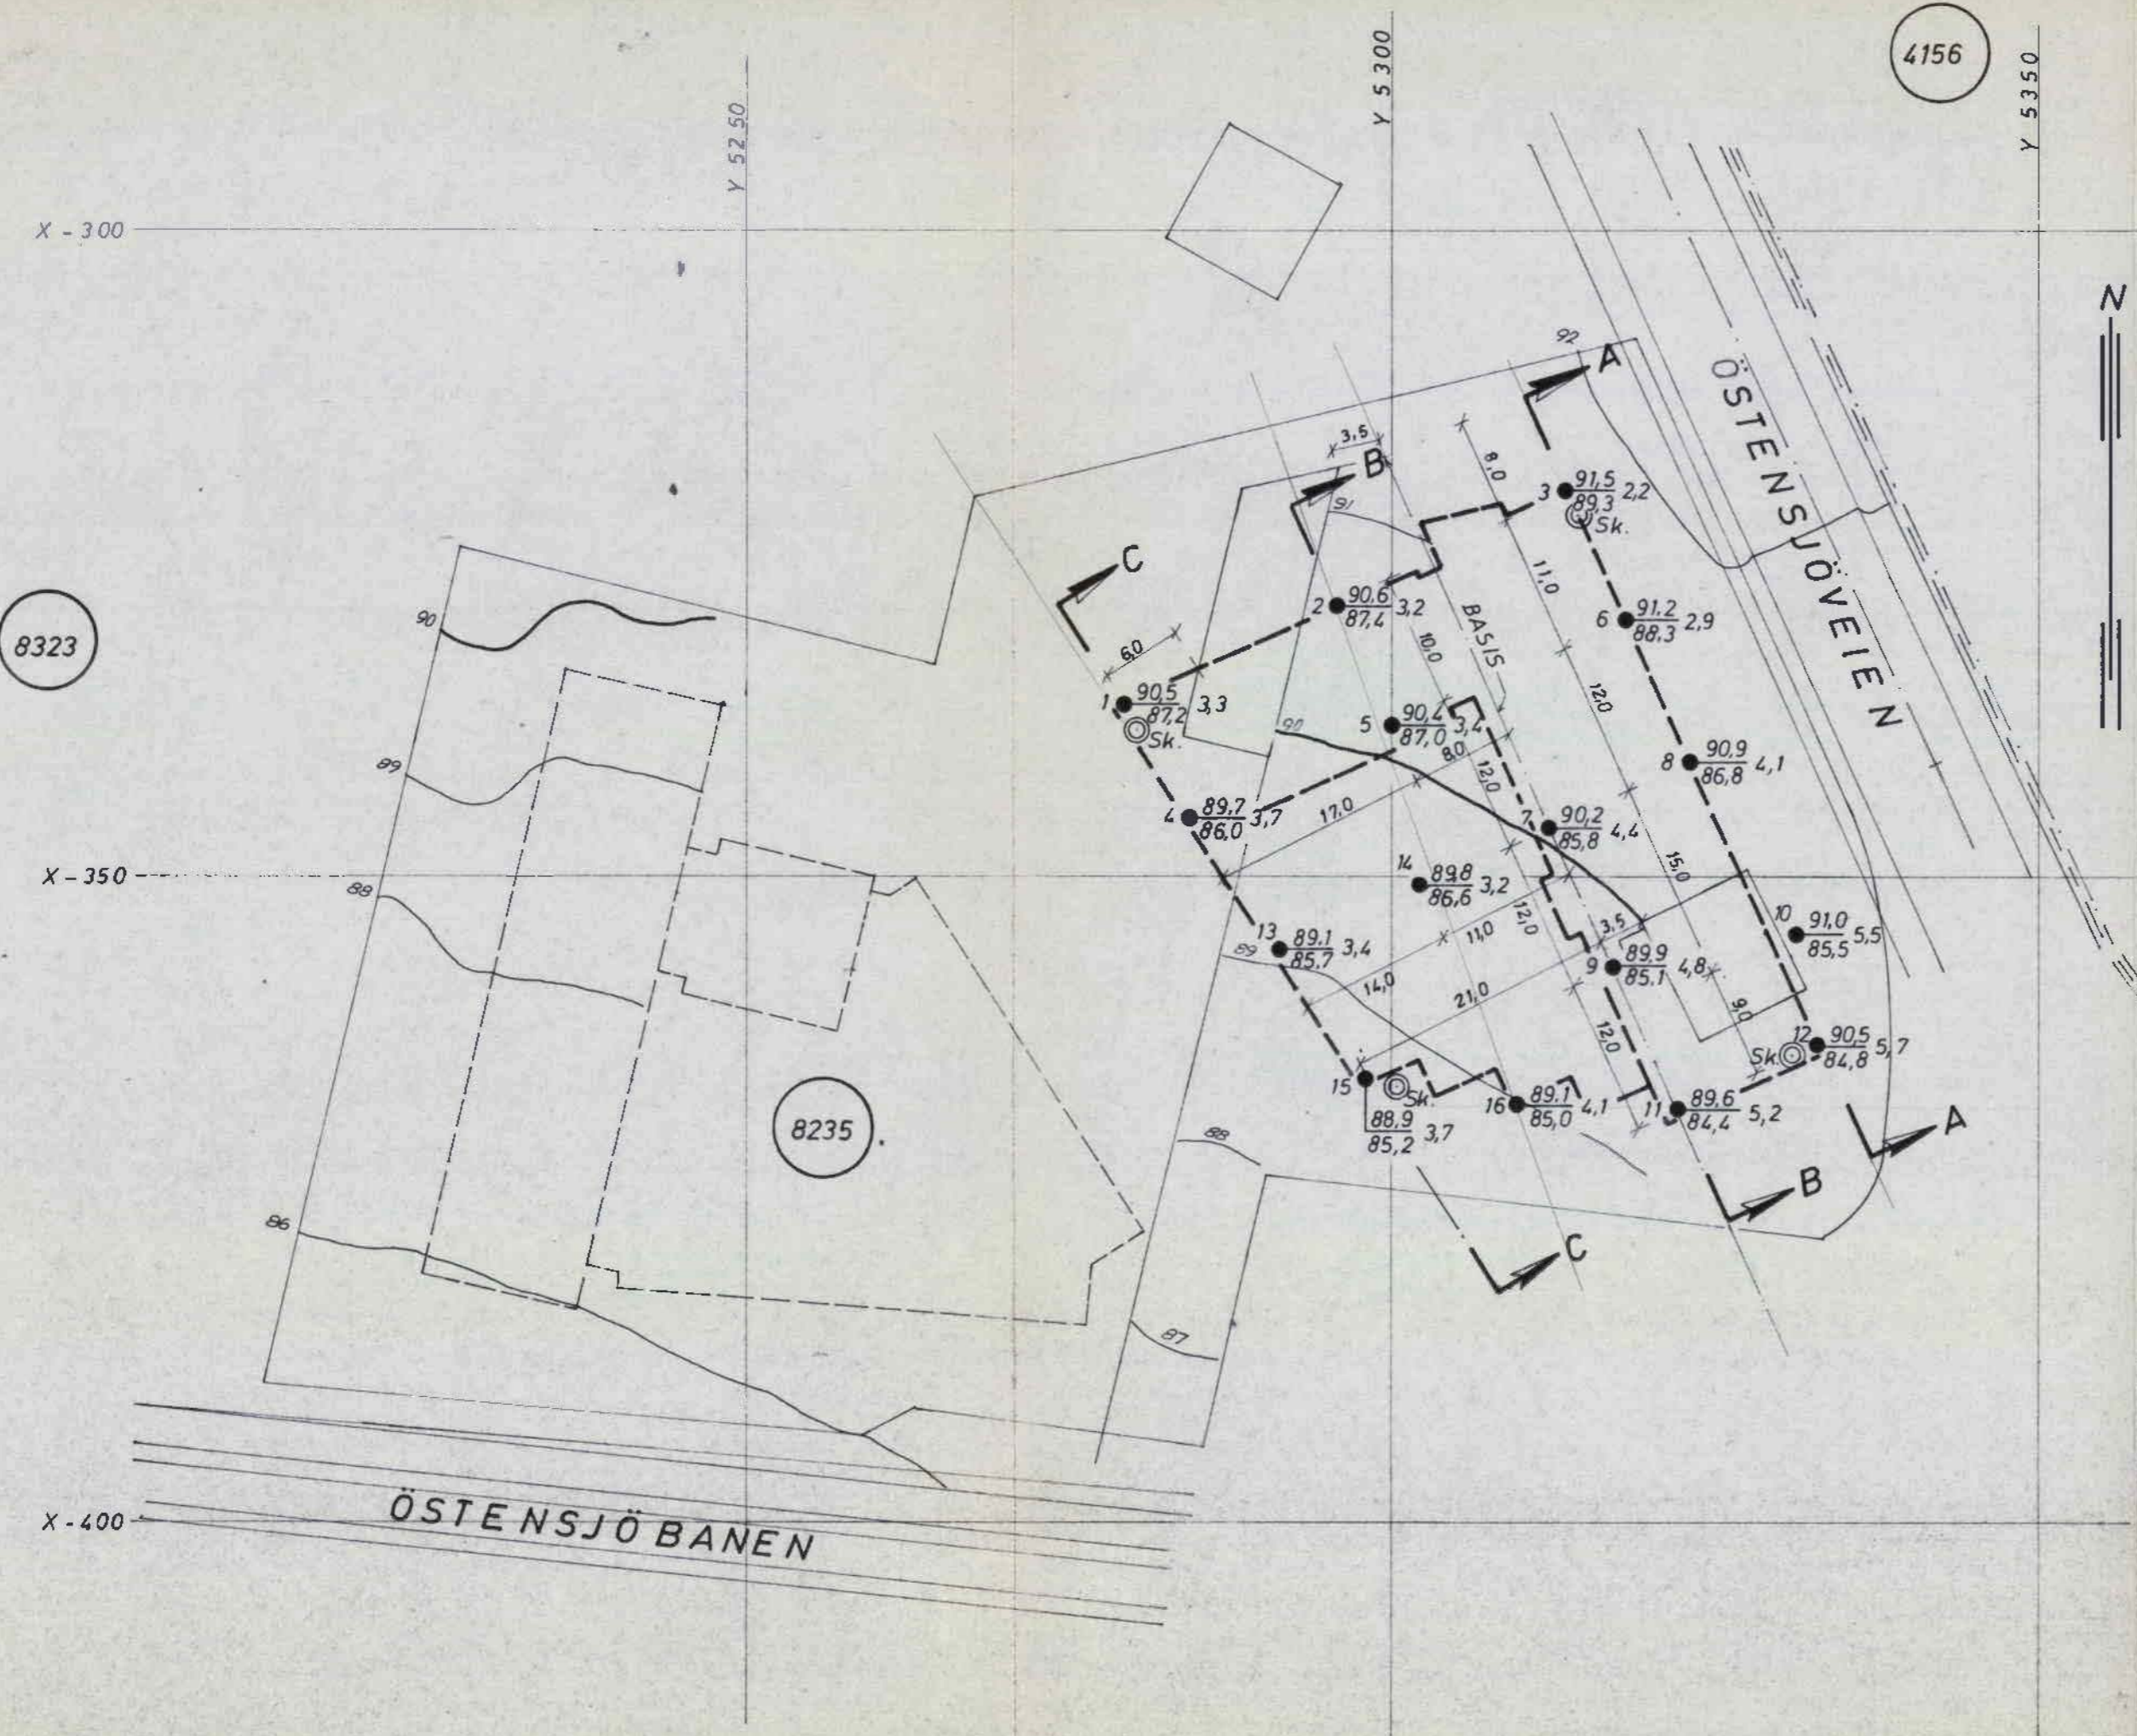 4156
Y 5250
Y 5300
Y 5350
X - 300
N
92
A
ÖSTENSJÖVEIEN
3,5
B
8,0
3 91,5 2,2
89,3
Sk.
91
C
11,0
8323
90
2 90,6 3,2
87,4
BASIS
6 91.2 2,9
88,3
10,0
6,0
1 90,5 3,3
87,2
Sk.
12,0
5 90,4 3,4
87,0
90
8,0
89
12,0
8 90,9 4,1
86,8
17,0
4 89,7 3,7
86,0
7 90,2 4,4
85,8
15,0
X - 350
88
14 89,8 3,2
86,6
12,0
3,5
10 91,0 5,5
85,5
13 89.1 3,4
85,7
11,0
89
9 89,9 4,8
85.1
14,0
21,0
9,0
12,0
12 90,5 5,7
84,8
Sk.
15
Sk.
88,9 3,7
85,2
16 89.1 4,1
85,0
11 89,6 5,2
84,4
8235
88
A
B
86
C
87
X - 400
ÖSTENSJÖBANEN